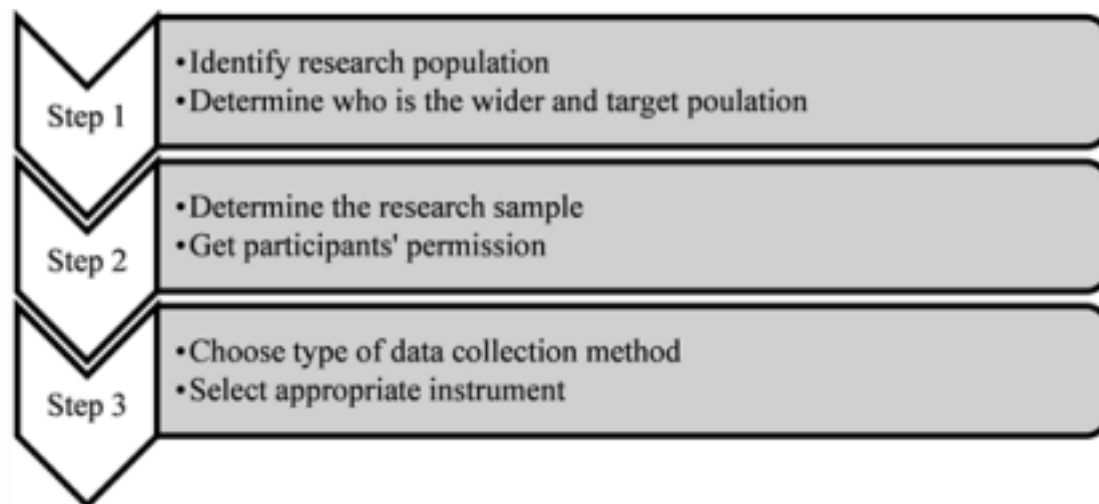 Step 1
•Identify research population
•Determine who is the wider and target poulation
Step 2
•Determine the research sample
•Get participants' permission
Step 3
•Choose type of data collection method
•Select appropriate instrument